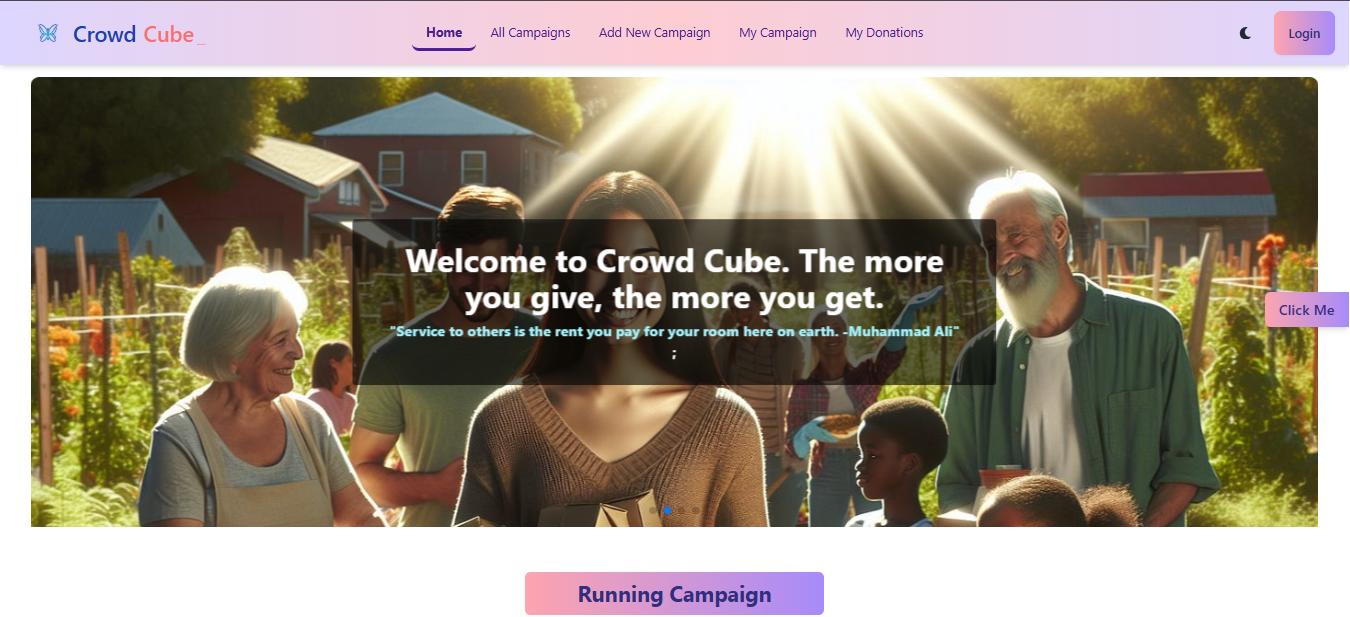 Crowd Cube_
Home
All Campaigns
Add New Campaign
My Campaign
My Donations
Login
Welcome to Crowd Cube. The more
you give, the more you get.
"Service to others is the rent you pay for your room here on earth. -Muhammad Ali"
;
Click Me
Running Campaign